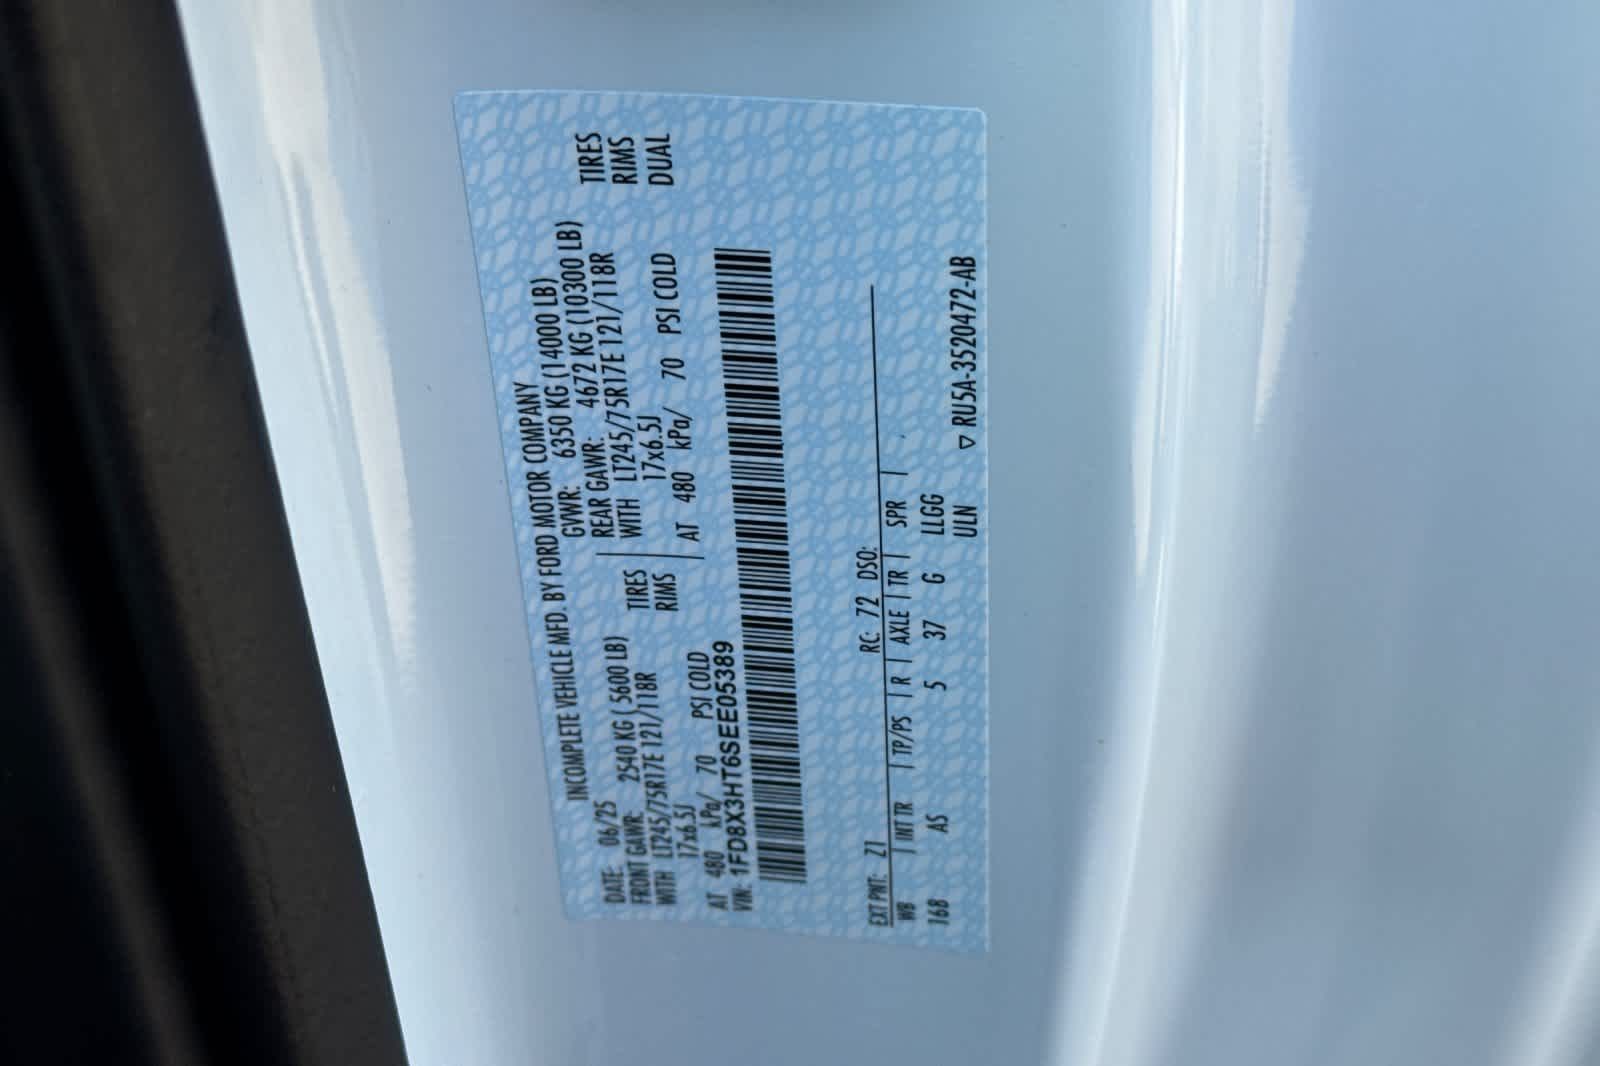 INCOMPLETE VEHICLE MFD. BY FORD MOTOR COMPANY
DATE: 06/25 GVWR: 6350 KG (14000 LB)
FRONT GAWR: 2540 KG ( 5600 LB) REAR GAWR: 4672 KG (10300 LB)
WITH LT245/75R17E 121/118R TIRES WITH LT245/75R17E 121/118R TIRES
17x6.5J RIMS 17x6.5J RIMS
AT 480 kPa/ 70 PSI COLD AT 480 kPa/ 70 PSI COLD DUAL
VIN: 1FD8X3HT6SEE05389
EXT PNT: Z1 RC: 72 DSO:
WB | INT TR | TP/PS | R | AXLE | TR | SPR |
168 AS 5 37 G LLGG
ULN ▽ RU5A-3520472-AB